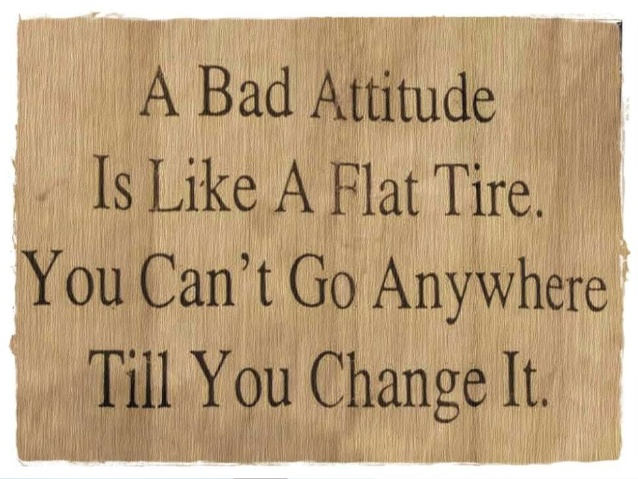 A Bad Attitude
Is Like A Flat Tire.
You Can't Go Anywhere
Till You Change It.